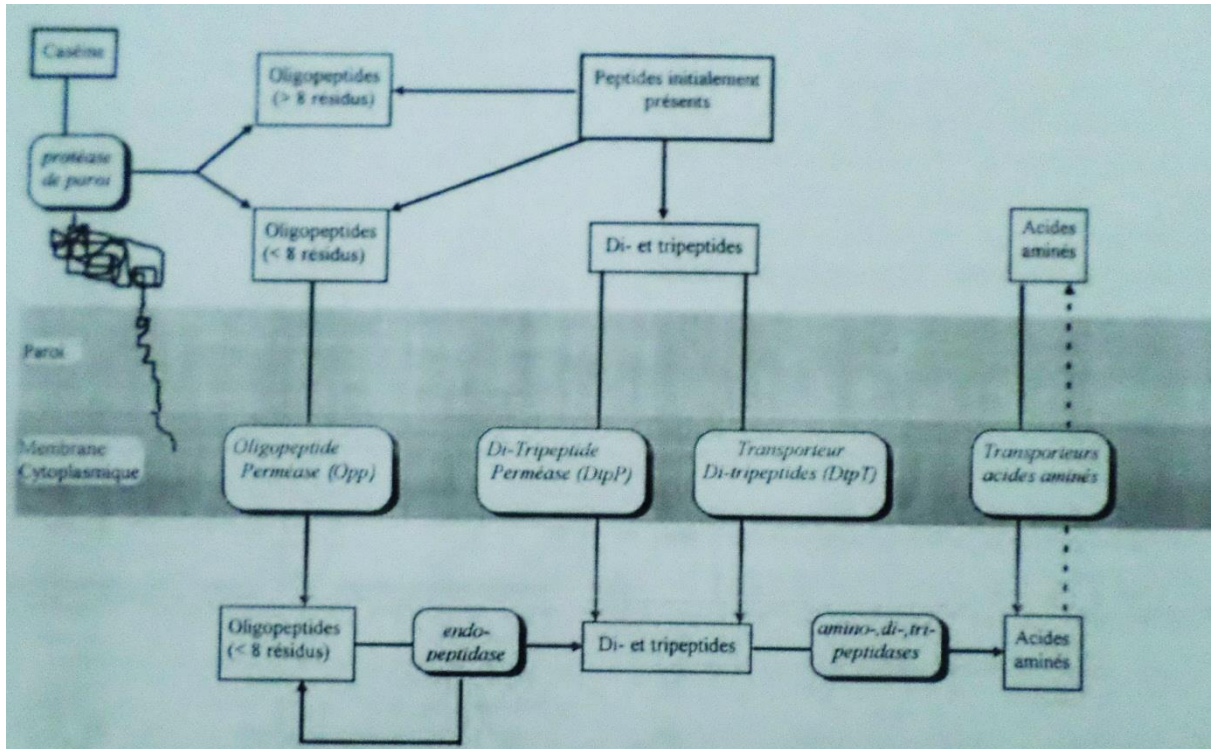 Caséine
Oligopeptides
(> 8 résidus)
Peptides initialement
présents
protéase
de paroi
Oligopeptides
(< 8 résidus)
Di- et tripeptides
Acides
aminés
Paroi
Membrane
Cytoplasmique
Oligopeptide
Perméase (Opp)
Di-Tripeptide
Perméase (DtpP)
Transporteur
Di-tripeptides (DtpT)
Transporteurs
acides aminés
Oligopeptides
(< 8 résidus)
endo-
peptidase
Di- et tripeptides
amino-,di-,tri-
peptidases
Acides
aminés